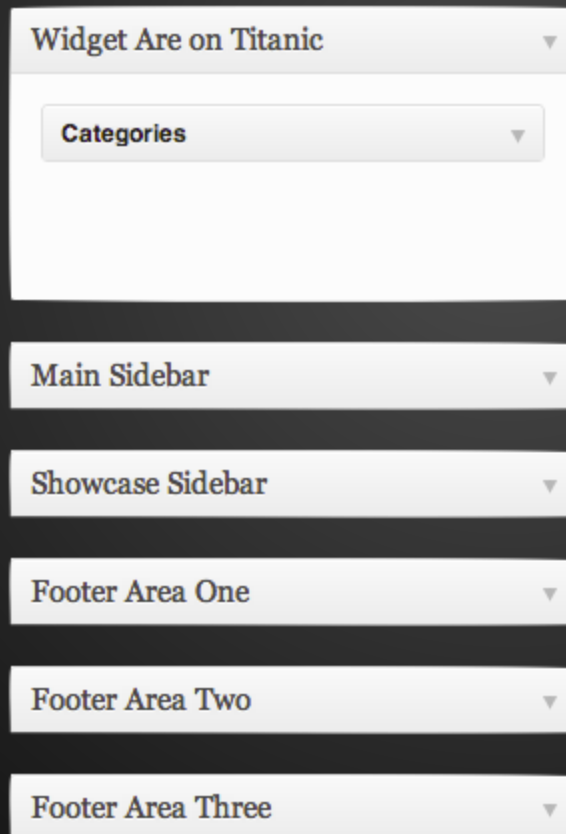 Widget Are on Titanic
Categories
Main Sidebar
Showcase Sidebar
Footer Area One
Footer Area Two
Footer Area Three